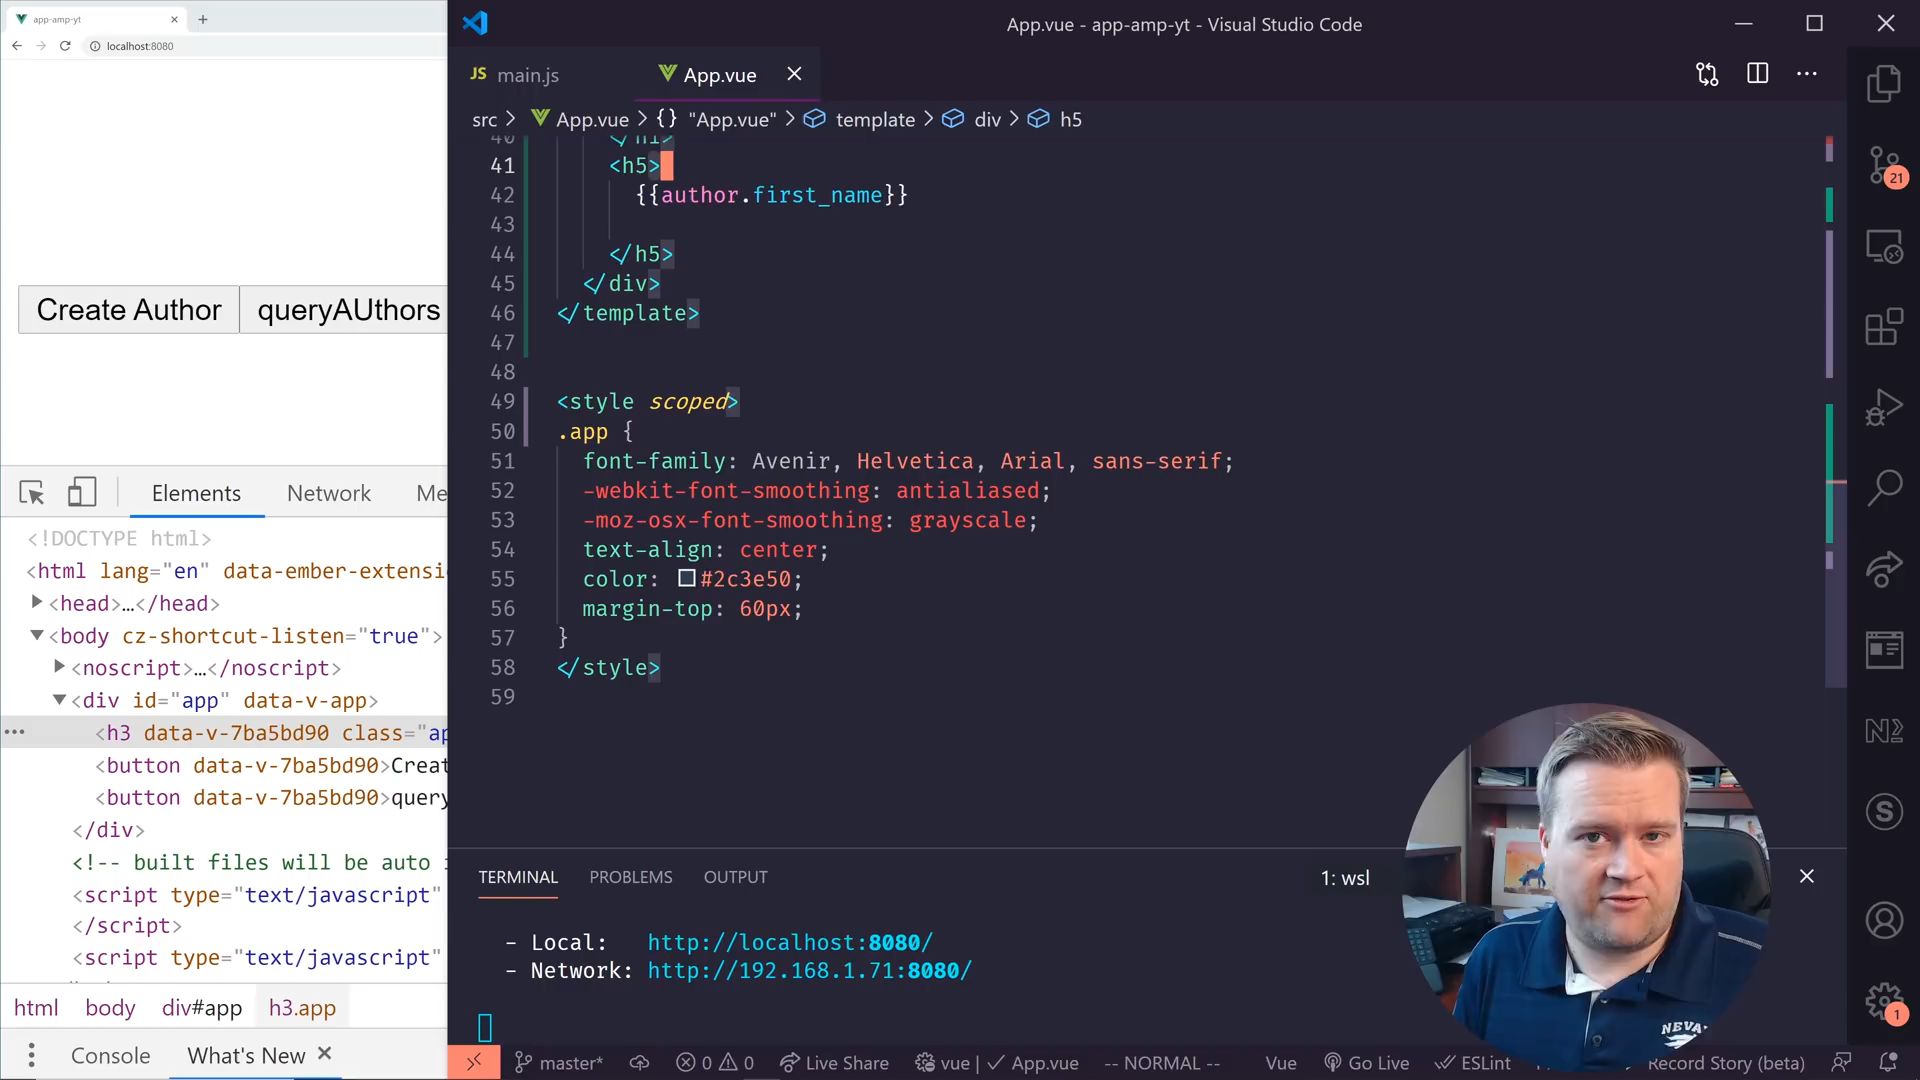 app-amp-yt
localhost:8080
Create Author
queryAUthors
Elements
Network
Me
<!DOCTYPE html>
<html lang="en" data-ember-extensi
<head>…</head>
<body cz-shortcut-listen="true">
<noscript>…</noscript>
<div id="app" data-v-app>
<h3 data-v-7ba5bd90 class="ap
<button data-v-7ba5bd90>Creat
<button data-v-7ba5bd90>query
</div>
<!-- built files will be auto i
<script type="text/javascript"
</script>
<script type="text/javascript"
html body div#app h3.app
Console
What's New
App.vue - app-amp-yt - Visual Studio Code
JS main.js
App.vue
src > App.vue > {} "App.vue" > template > div > h5
40 </h1>
41 <h5>
42 {{author.first_name}}
43
44 </h5>
45 </div>
46 </template>
47
48
49 <style scoped>
50 .app {
51 font-family: Avenir, Helvetica, Arial, sans-serif;
52 -webkit-font-smoothing: antialiased;
53 -moz-osx-font-smoothing: grayscale;
54 text-align: center;
55 color: #2c3e50;
56 margin-top: 60px;
57 }
58 </style>
59
TERMINAL
PROBLEMS
OUTPUT
1: wsl
- Local: http://localhost:8080/
- Network: http://192.168.1.71:8080/
master*
0 0
Live Share
vue | ✓ App.vue
-- NORMAL --
Vue
Go Live
ESLint
Record Story (beta)
21
1
NEVA